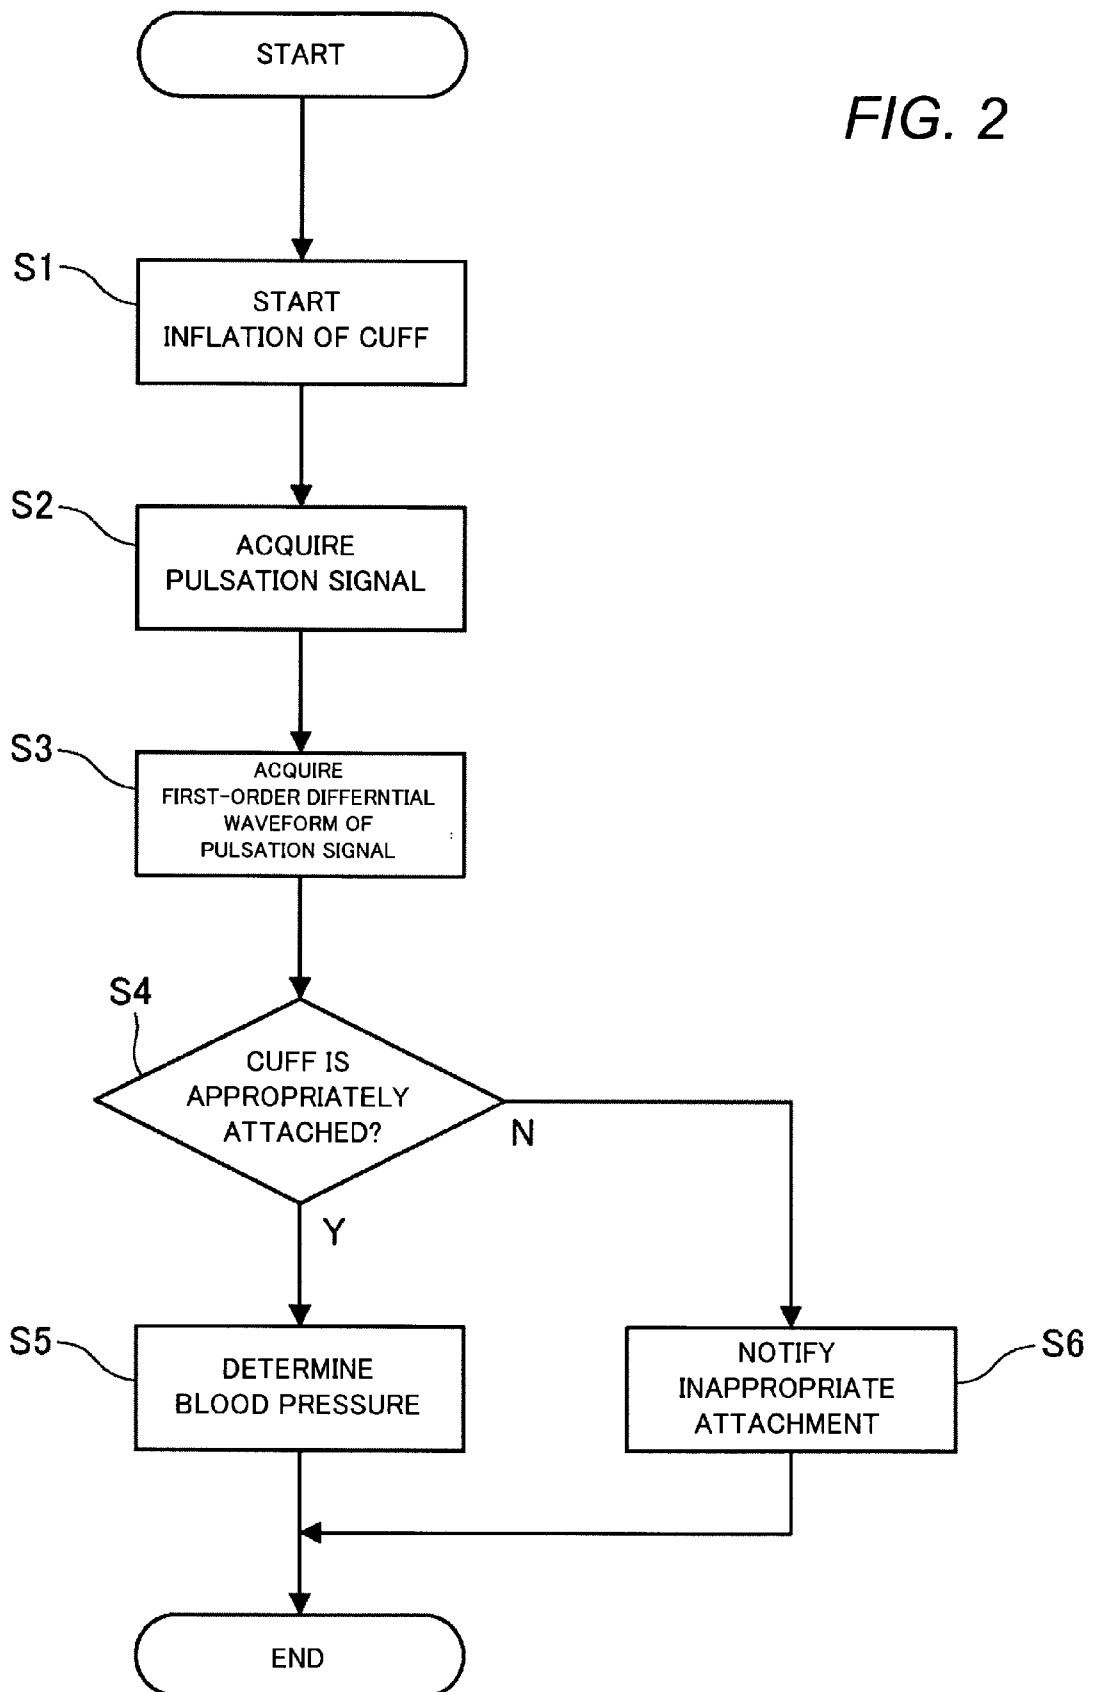 START
FIG. 2
S1
START
INFLATION OF CUFF
S2
ACQUIRE
PULSATION SIGNAL
S3
ACQUIRE
FIRST-ORDER DIFFERNTIAL
WAVEFORM OF
PULSATION SIGNAL
S4
CUFF IS
APPROPRIATELY
ATTACHED?
N
Y
S5
DETERMINE
BLOOD PRESSURE
NOTIFY
INAPPROPRIATE
ATTACHMENT
S6
END